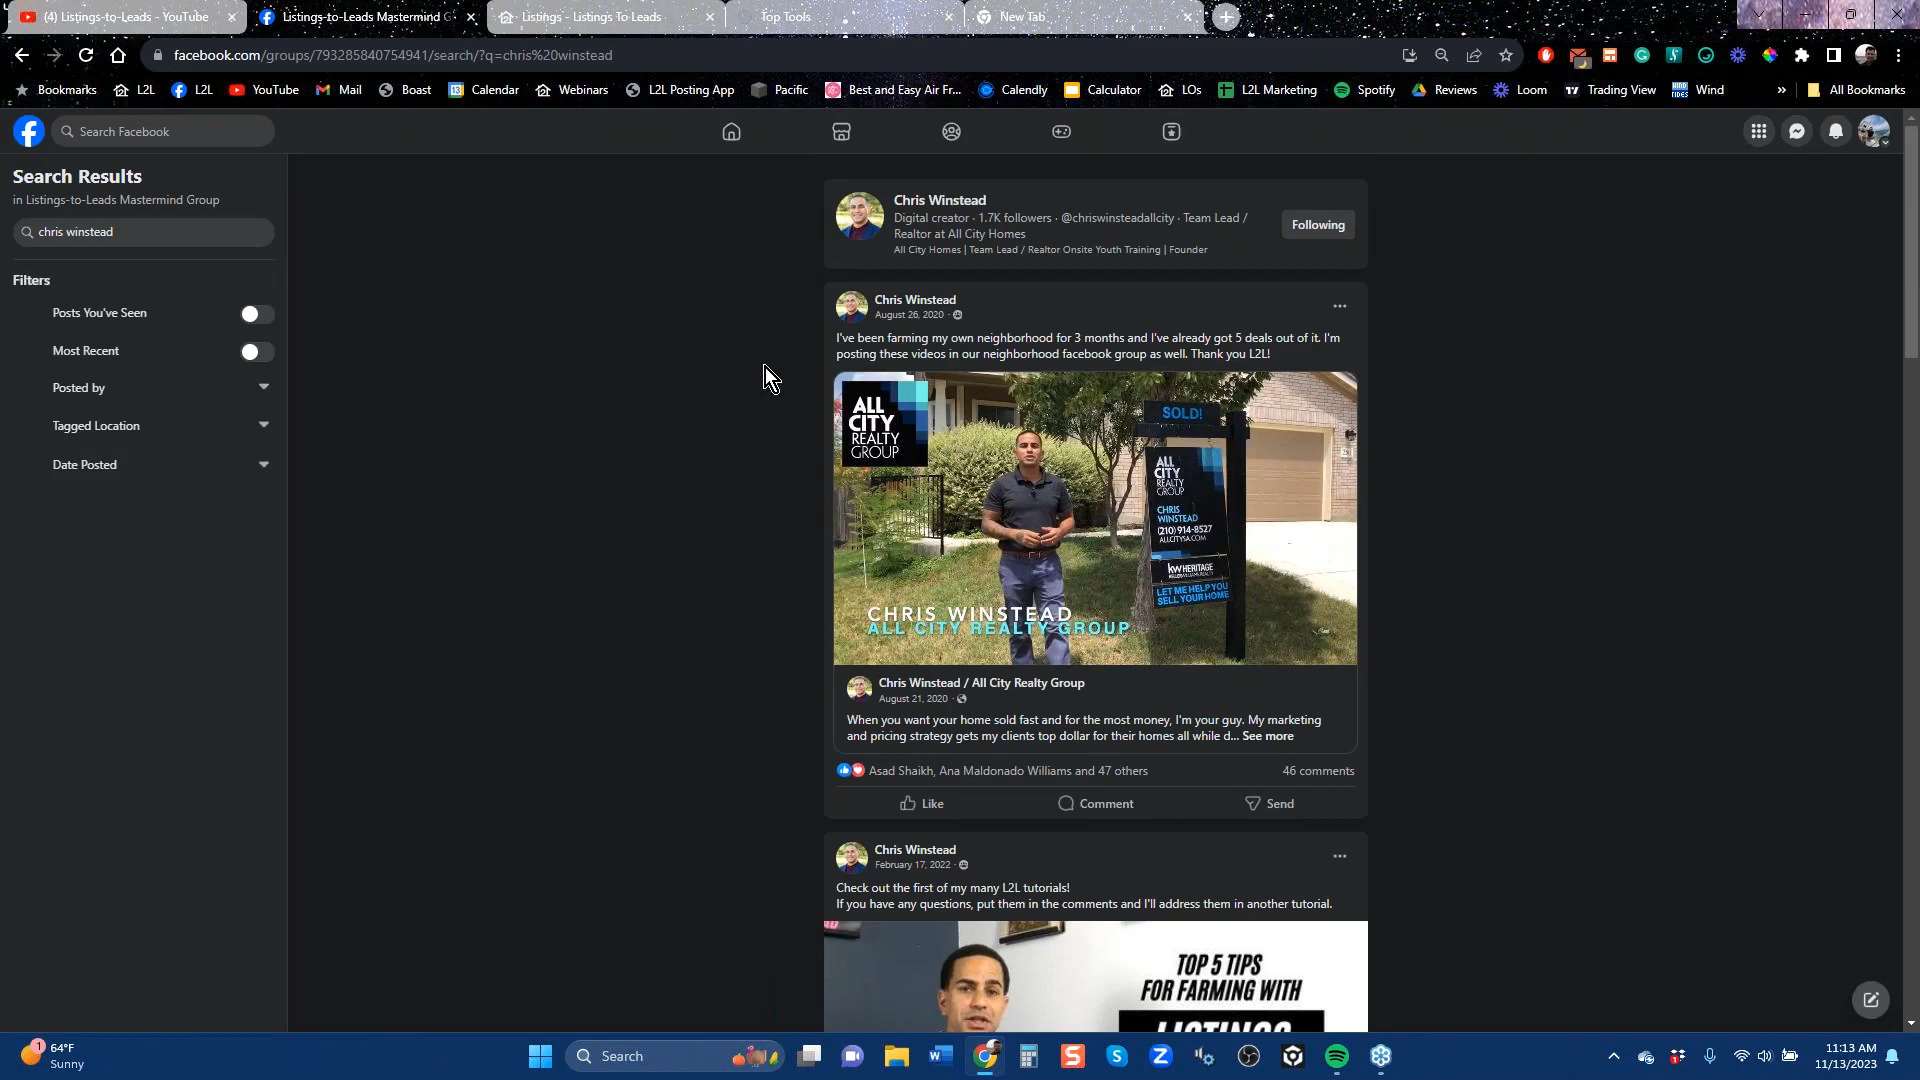 (4) Listings-to-Leads - YouTube
Listings-to-Leads Mastermind G
Listings - Listings To Leads
Top Tools
New Tab
facebook.com/groups/793285840754941/search/?q=chris%20winstead
Bookmarks
L2L
L2L
YouTube
Mail
Boast
Calendar
Webinars
L2L Posting App
Pacific
Best and Easy Air Fr...
Calendly
Calculator
LOs
L2L Marketing
Spotify
Reviews
Loom
Trading View
Wind
»
All Bookmarks
Search Facebook
Search Results
in Listings-to-Leads Mastermind Group
chris winstead
Filters
Posts You've Seen
Most Recent
Posted by
Tagged Location
Date Posted
Chris Winstead
Digital creator · 1.7K followers · @chriswinsteadallcity · Team Lead /
Realtor at All City Homes
All City Homes | Team Lead / Realtor Onsite Youth Training | Founder
Following
Chris Winstead
August 26, 2020 ·
I've been farming my own neighborhood for 3 months and I've already got 5 deals out of it. I'm
posting these videos in our neighborhood facebook group as well. Thank you L2L!
ALL
CITY
REALTY
GROUP
SOLD!
ALL
CITY
REALTY
GROUP
CHRIS
WINSTEAD
(210) 914-8527
ALLCITYSA.COM
kw HERITAGE
KELLERWILLIAMS REALTY
LET ME HELP YOU
SELL YOUR HOME
CHRIS WINSTEAD
ALL CITY REALTY GROUP
Chris Winstead / All City Realty Group
August 21, 2020 ·
When you want your home sold fast and for the most money, I'm your guy. My marketing
and pricing strategy gets my clients top dollar for their homes all while d... See more
Asad Shaikh, Ana Maldonado Williams and 47 others
46 comments
Like
Comment
Send
Chris Winstead
February 17, 2022 ·
Check out the first of my many L2L tutorials!
If you have any questions, put them in the comments and I'll address them in another tutorial.
TOP 5 TIPS
FOR FARMING WITH
LISTINGS
1
64°F
Sunny
Search
11:13 AM
11/13/2023